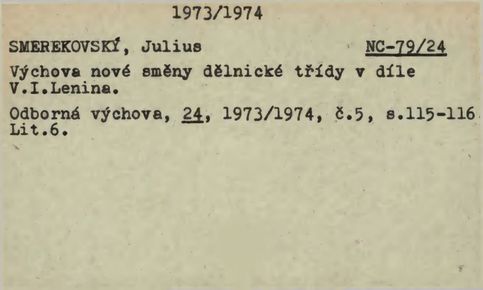 1973/1974
SMEREKOVSKÝ, Julius NC-79/24
Výchova nové směny dělnické třídy v díle
V.I.Lenina.
Odborná výchova, 24, 1973/1974, č.5, s.115-116
Lit.6.